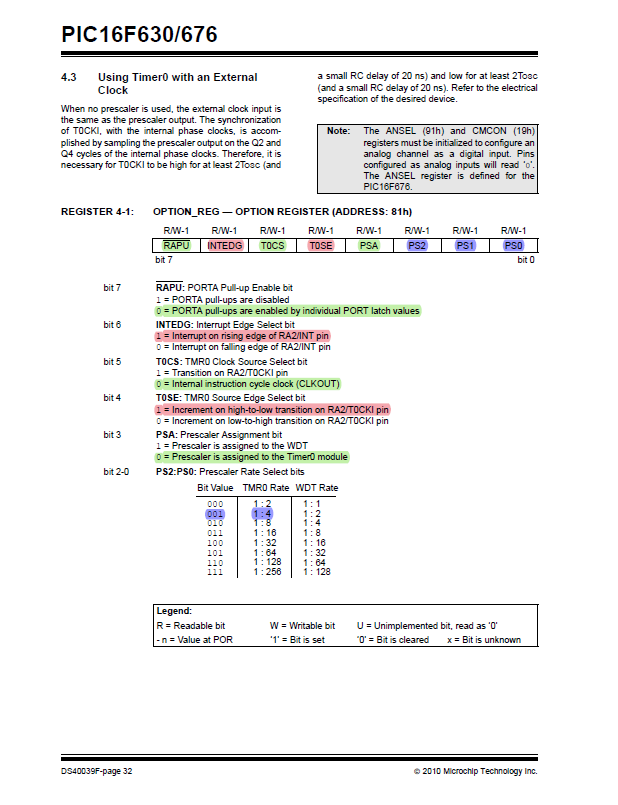 PIC16F630/676
4.3 Using Timer0 with an External
Clock
When no prescaler is used, the external clock input is
the same as the prescaler output. The synchronization
of T0CKI, with the internal phase clocks, is accom-
plished by sampling the prescaler output on the Q2 and
Q4 cycles of the internal phase clocks. Therefore, it is
necessary for T0CKI to be high for at least 2TOSC (and
a small RC delay of 20 ns) and low for at least 2TOSC
(and a small RC delay of 20 ns). Refer to the electrical
specification of the desired device.
Note: The ANSEL (91h) and CMCON (19h)
registers must be initialized to configure an
analog channel as a digital input. Pins
configured as analog inputs will read '0'.
The ANSEL register is defined for the
PIC16F676.
REGISTER 4-1: OPTION_REG — OPTION REGISTER (ADDRESS: 81h)
R/W-1 R/W-1 R/W-1 R/W-1 R/W-1 R/W-1 R/W-1 R/W-1
RAPU INTEDG T0CS T0SE PSA PS2 PS1 PS0
bit 7 bit 0
bit 7 RAPU: PORTA Pull-up Enable bit
1 = PORTA pull-ups are disabled
0 = PORTA pull-ups are enabled by individual PORT latch values
bit 6 INTEDG: Interrupt Edge Select bit
1 = Interrupt on rising edge of RA2/INT pin
0 = Interrupt on falling edge of RA2/INT pin
bit 5 T0CS: TMR0 Clock Source Select bit
1 = Transition on RA2/T0CKI pin
0 = Internal instruction cycle clock (CLKOUT)
bit 4 T0SE: TMR0 Source Edge Select bit
1 = Increment on high-to-low transition on RA2/T0CKI pin
0 = Increment on low-to-high transition on RA2/T0CKI pin
bit 3 PSA: Prescaler Assignment bit
1 = Prescaler is assigned to the WDT
0 = Prescaler is assigned to the Timer0 module
bit 2-0 PS2:PS0: Prescaler Rate Select bits
Bit Value TMR0 Rate WDT Rate
000 1 : 2 1 : 1
001 1 : 4 1 : 2
010 1 : 8 1 : 4
011 1 : 16 1 : 8
100 1 : 32 1 : 16
101 1 : 64 1 : 32
110 1 : 128 1 : 64
111 1 : 256 1 : 128
Legend:
R = Readable bit W = Writable bit U = Unimplemented bit, read as '0'
- n = Value at POR '1' = Bit is set '0' = Bit is cleared x = Bit is unknown
DS40039F-page 32 © 2010 Microchip Technology Inc.